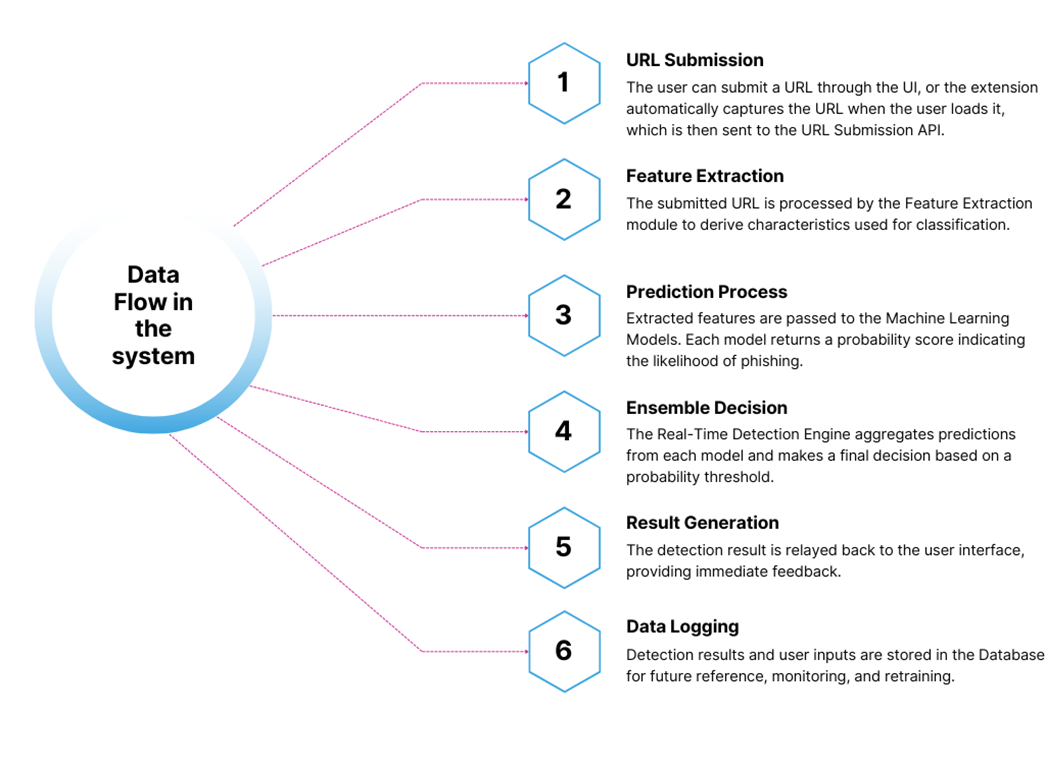 Data
Flow in
the
system
1
URL Submission
The user can submit a URL through the UI, or the extension
automatically captures the URL when the user loads it,
which is then sent to the URL Submission API.
2
Feature Extraction
The submitted URL is processed by the Feature Extraction
module to derive characteristics used for classification.
3
Prediction Process
Extracted features are passed to the Machine Learning
Models. Each model returns a probability score indicating
the likelihood of phishing.
4
Ensemble Decision
The Real-Time Detection Engine aggregates predictions
from each model and makes a final decision based on a
probability threshold.
5
Result Generation
The detection result is relayed back to the user interface,
providing immediate feedback.
6
Data Logging
Detection results and user inputs are stored in the Database
for future reference, monitoring, and retraining.